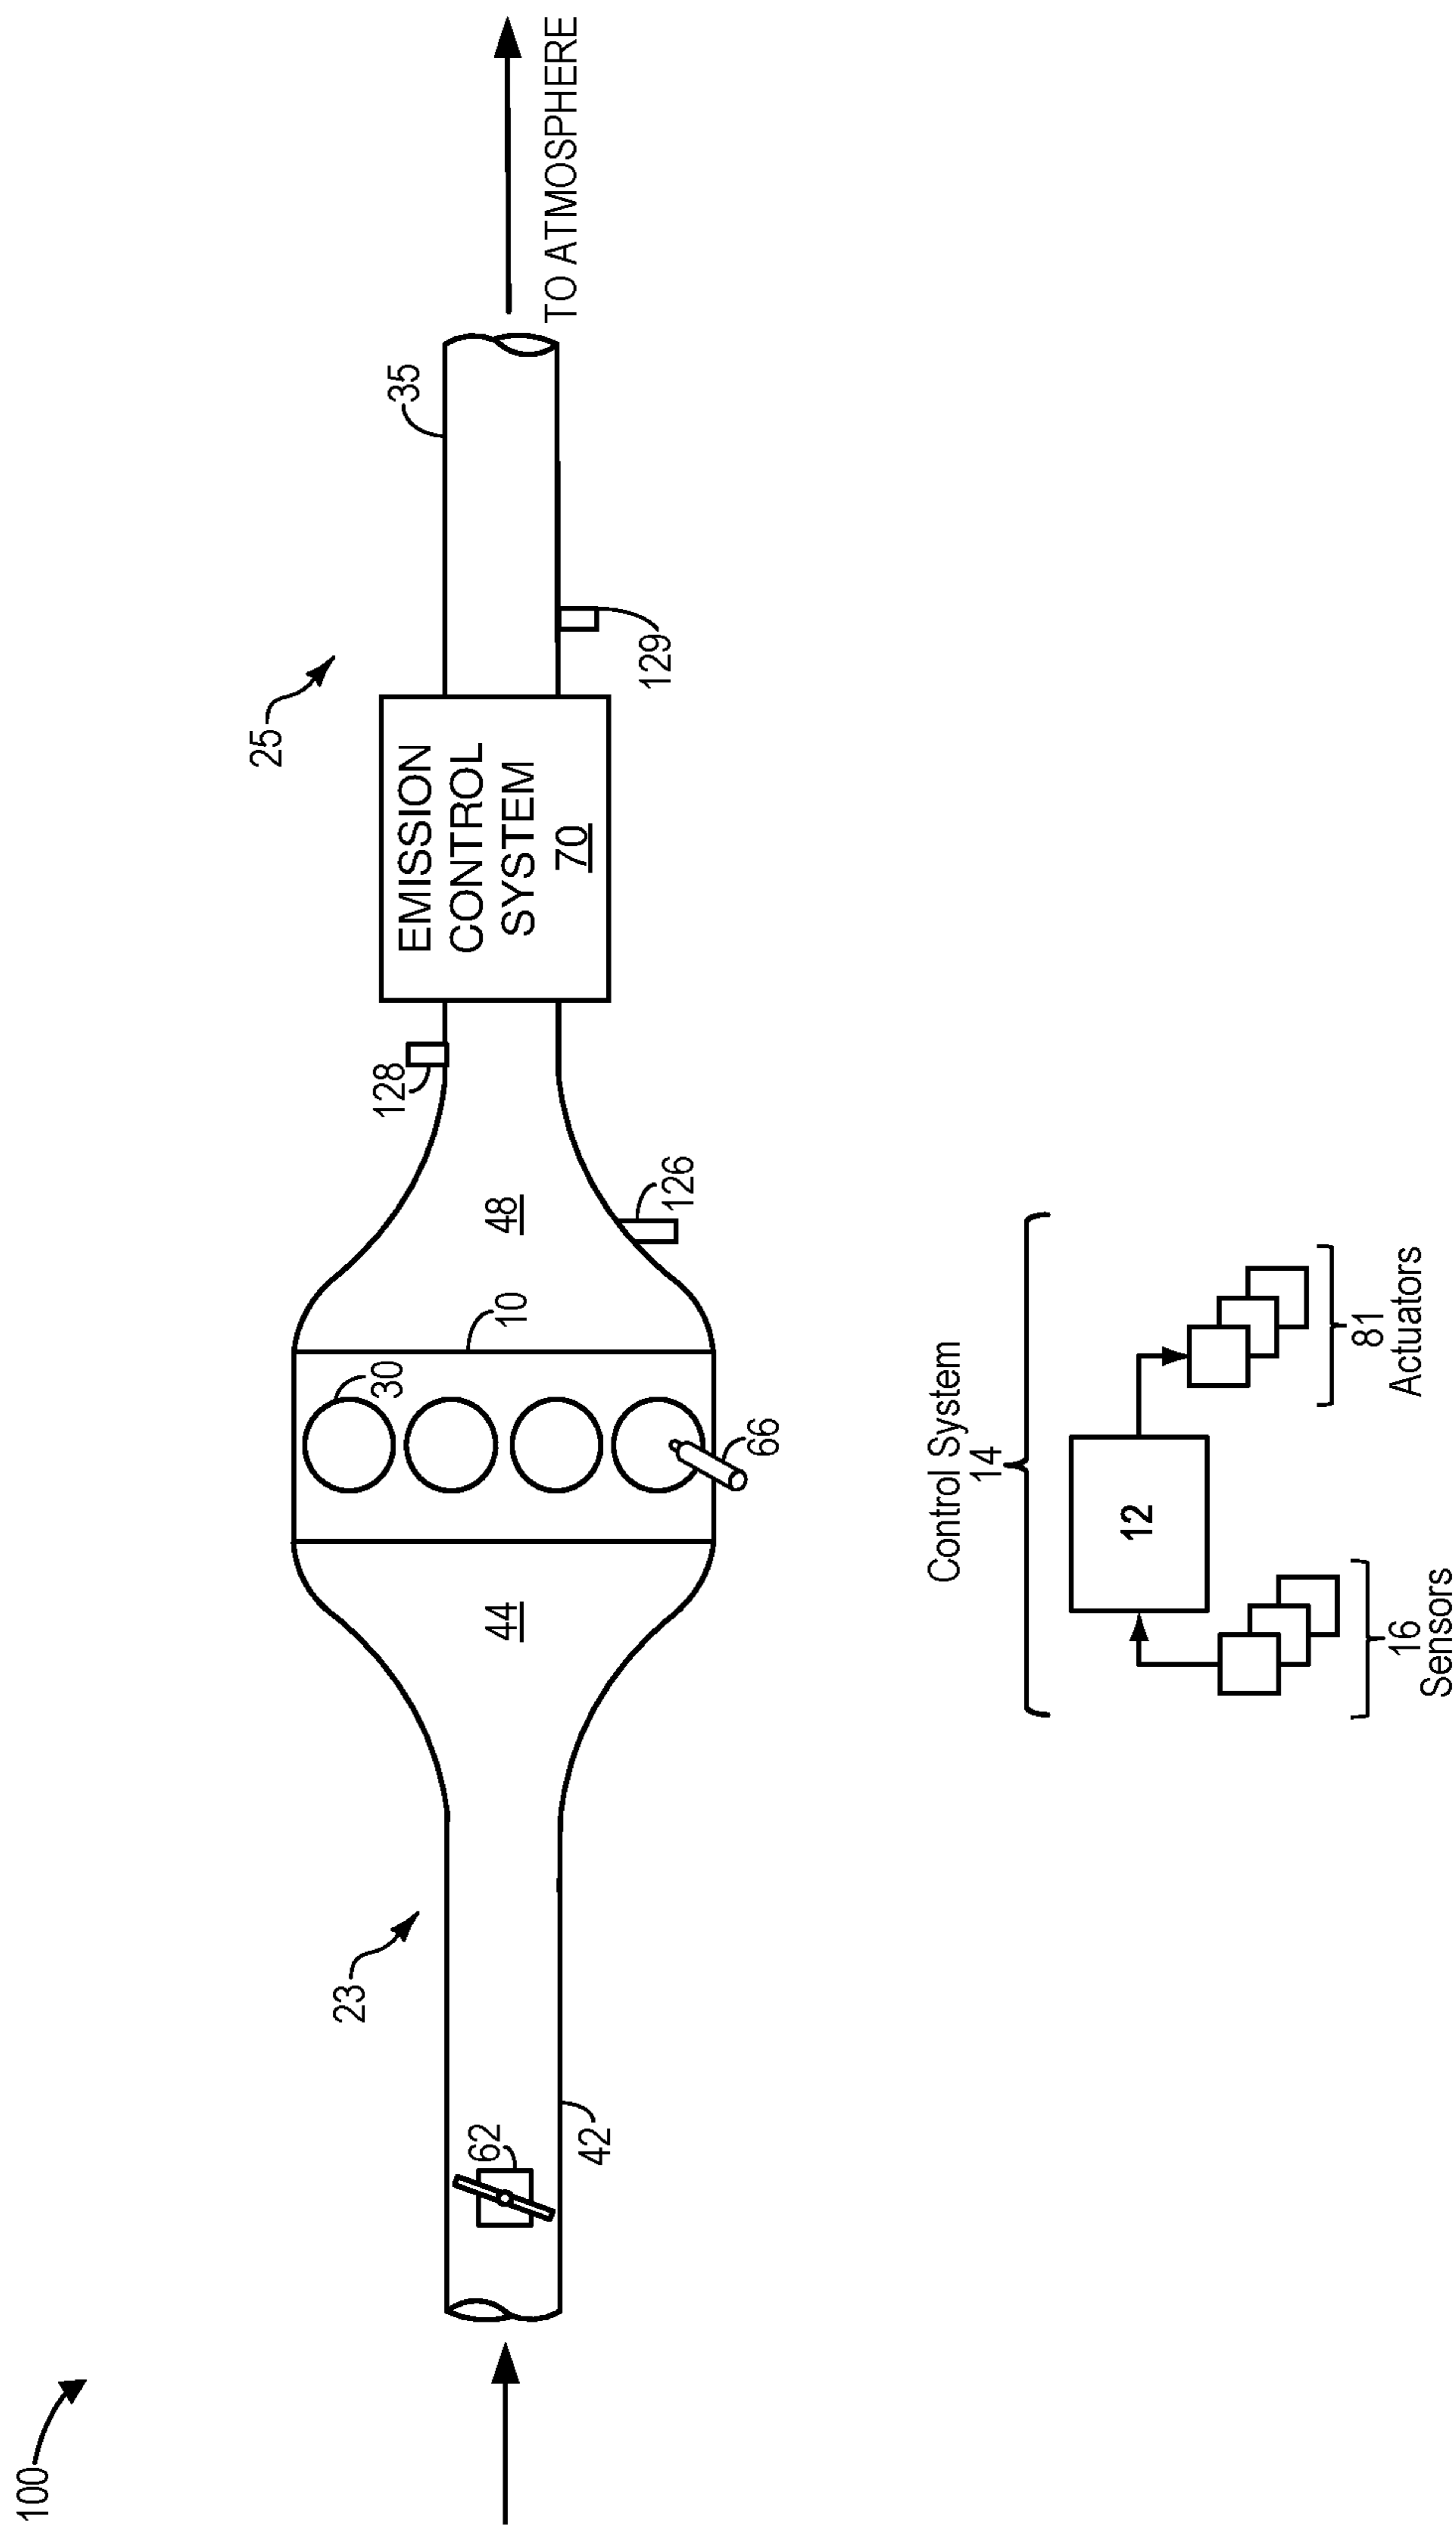 100
23
62
42
44
30
10
66
48
126
128
EMISSION
CONTROL
SYSTEM
70
25
129
35
TO ATMOSPHERE
Control System
14
12
16
Sensors
81
Actuators